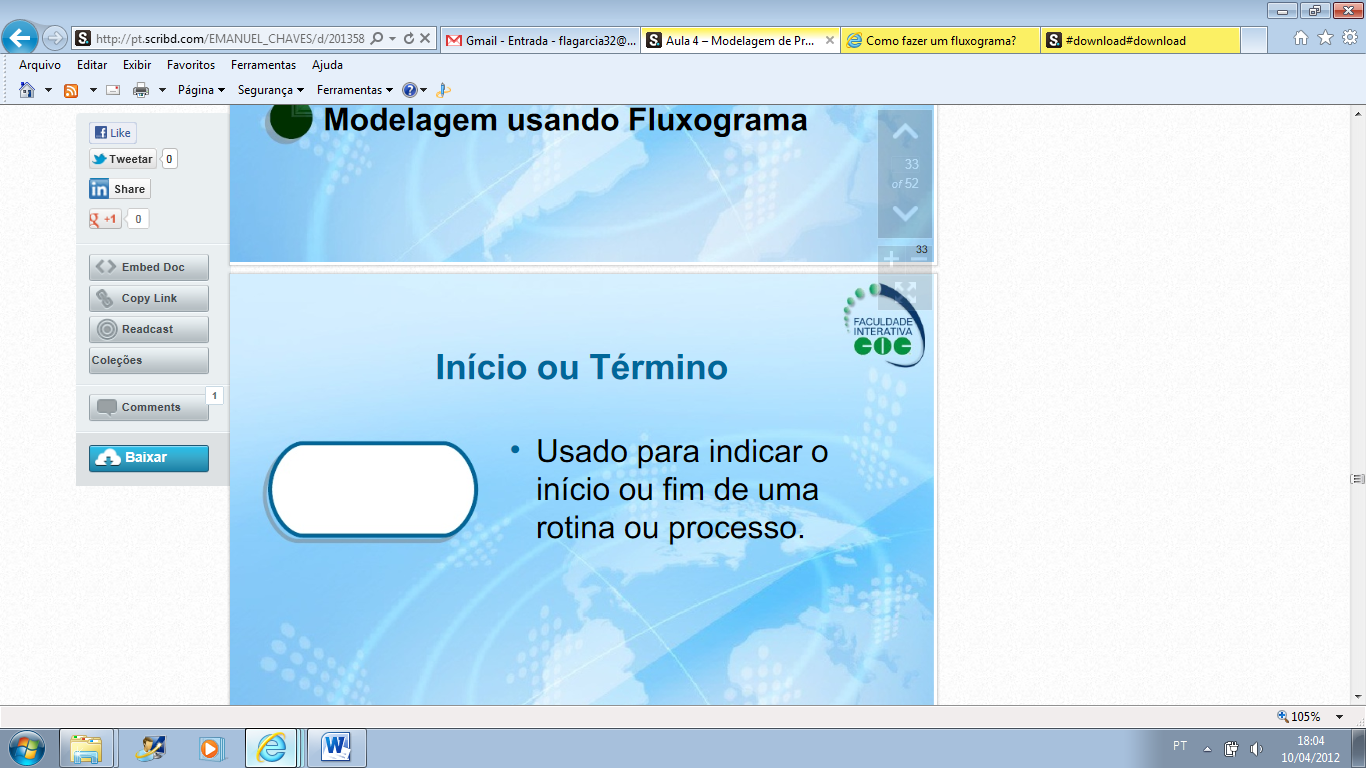 http://pt.scribd.com/EMANUEL_CHAVES/d/201358
Gmail - Entrada - flagarcia32@...
Aula 4 – Modelagem de Pr...
Como fazer um fluxograma?
#download#download
Arquivo Editar Exibir Favoritos Ferramentas Ajuda
Página Segurança Ferramentas
Like
Tweetar 0
Share
+1 0
Embed Doc
Copy Link
Readcast
Coleções
Comments 1
Baixar
Modelagem usando Fluxograma
33
of 52
33
FACULDADE
INTERATIVA
COC
Início ou Término
• Usado para indicar o
início ou fim de uma
rotina ou processo.
105%
PT
18:04
10/04/2012